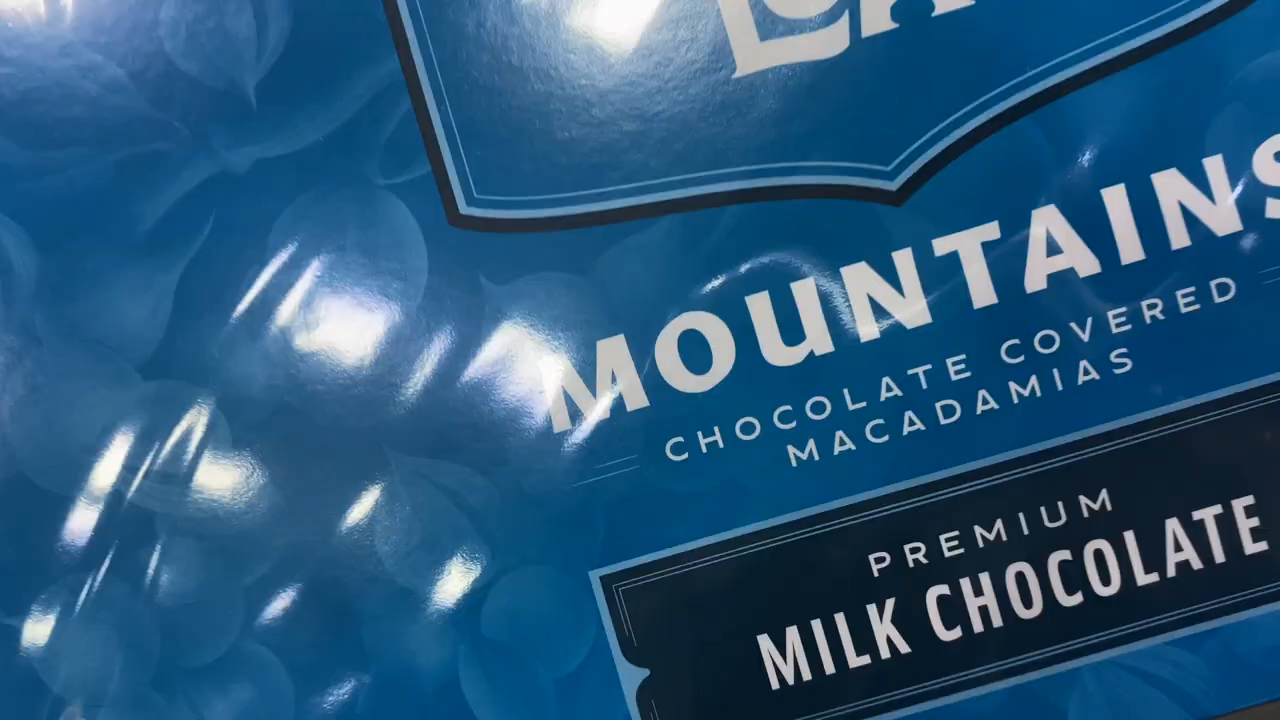 MOUNTAINS
CHOCOLATE COVERED
MACADAMIAS
PREMIUM
MILK CHOCOLATE